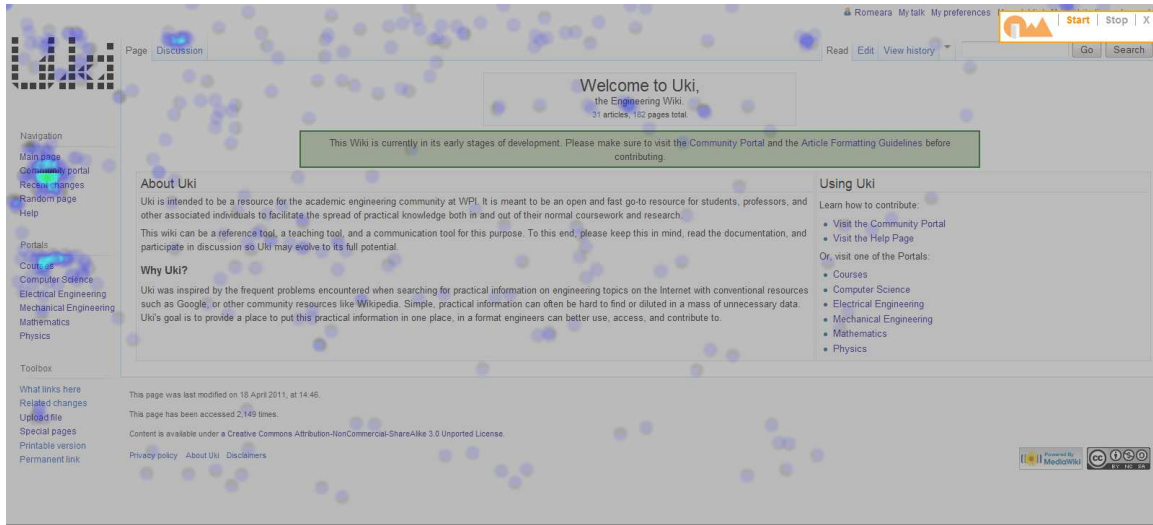 Romeara My talk My preferences
Start | Stop | X
Uki
Page Discussion
Read Edit View history
Go Search
Welcome to Uki,
the Engineering Wiki.
31 articles, 182 pages total.
This Wiki is currently in its early stages of development. Please make sure to visit the Community Portal and the Article Formatting Guidelines before
contributing.
Navigation
Main page
Community portal
Recent changes
Random page
Help
Portals
Courses
Computer Science
Electrical Engineering
Mechanical Engineering
Mathematics
Physics
Toolbox
What links here
Related changes
Upload file
Special pages
Printable version
Permanent link
About Uki
Uki is intended to be a resource for the academic engineering community at WPI. It is meant to be an open and fast go-to resource for students, professors, and
other associated individuals to facilitate the spread of practical knowledge both in and out of their normal coursework and research.
This wiki can be a reference tool, a teaching tool, and a communication tool for this purpose. To this end, please keep this in mind, read the documentation, and
participate in discussion so Uki may evolve to its full potential.
Why Uki?
Uki was inspired by the frequent problems encountered when searching for practical information on engineering topics on the Internet with conventional resources
such as Google, or other community resources like Wikipedia. Simple, practical information can often be hard to find or diluted in a mass of unnecessary data.
Uki's goal is to provide a place to put this practical information in one place, in a format engineers can better use, access, and contribute to.
Using Uki
Learn how to contribute:
Visit the Community Portal
Visit the Help Page
Or, visit one of the Portals:
Courses
Computer Science
Electrical Engineering
Mechanical Engineering
Mathematics
Physics
This page was last modified on 18 April 2011, at 14:46.
This page has been accessed 2,149 times.
Content is available under a Creative Commons Attribution-NonCommercial-ShareAlike 3.0 Unported License.
Privacy policy About Uki Disclaimers
Powered By
MediaWiki
cc
BY NC SA